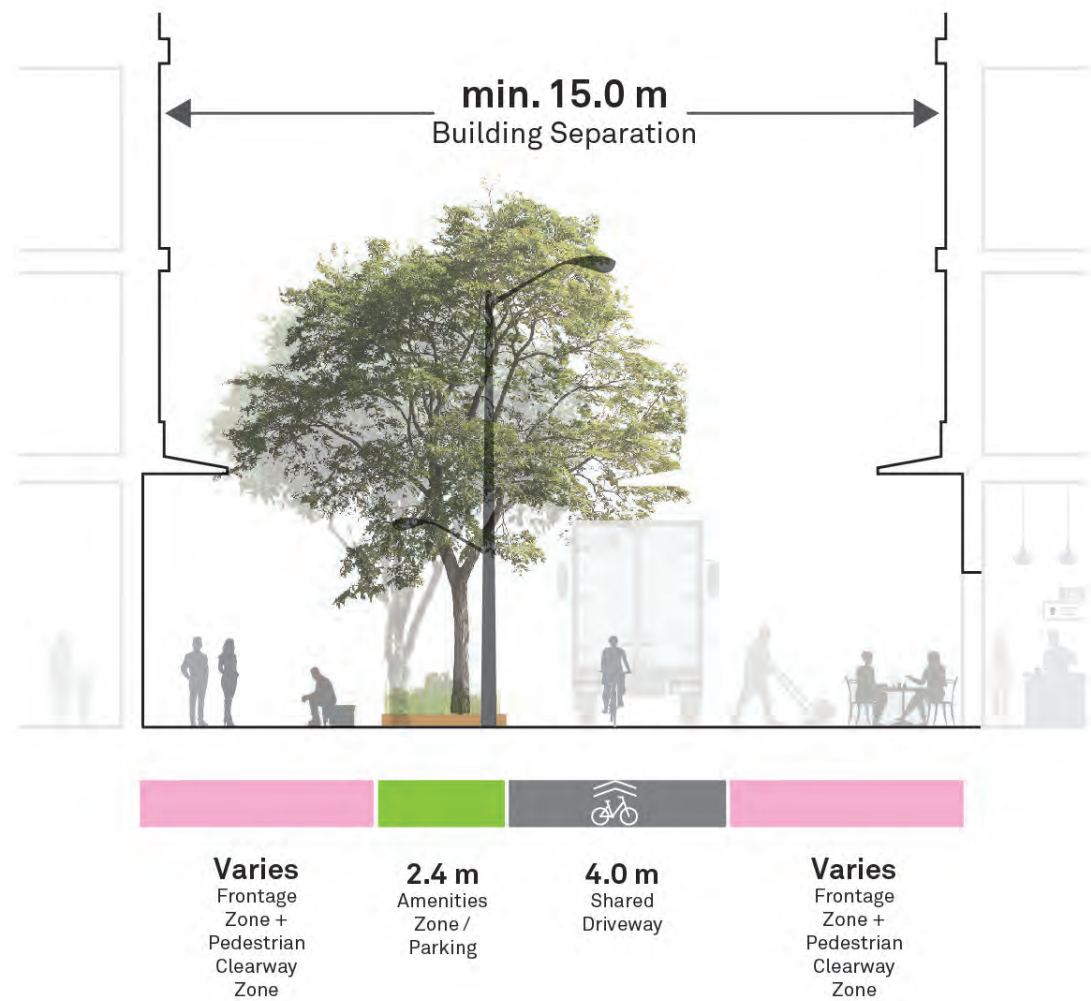 min. 15.0 m
Building Separation
Varies
Frontage
Zone +
Pedestrian
Clearway
Zone
2.4 m
Amenities
Zone /
Parking
4.0 m
Shared
Driveway
Varies
Frontage
Zone +
Pedestrian
Clearway
Zone